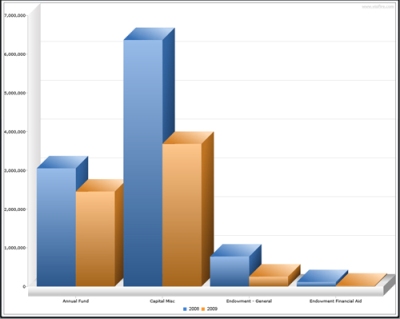 7,000,000
6,000,000
5,000,000
4,000,000
3,000,000
2,000,000
1,000,000
0
Annual Fund
Capital Misc
Endowment - General
Endowment Financial Aid
2008
2009